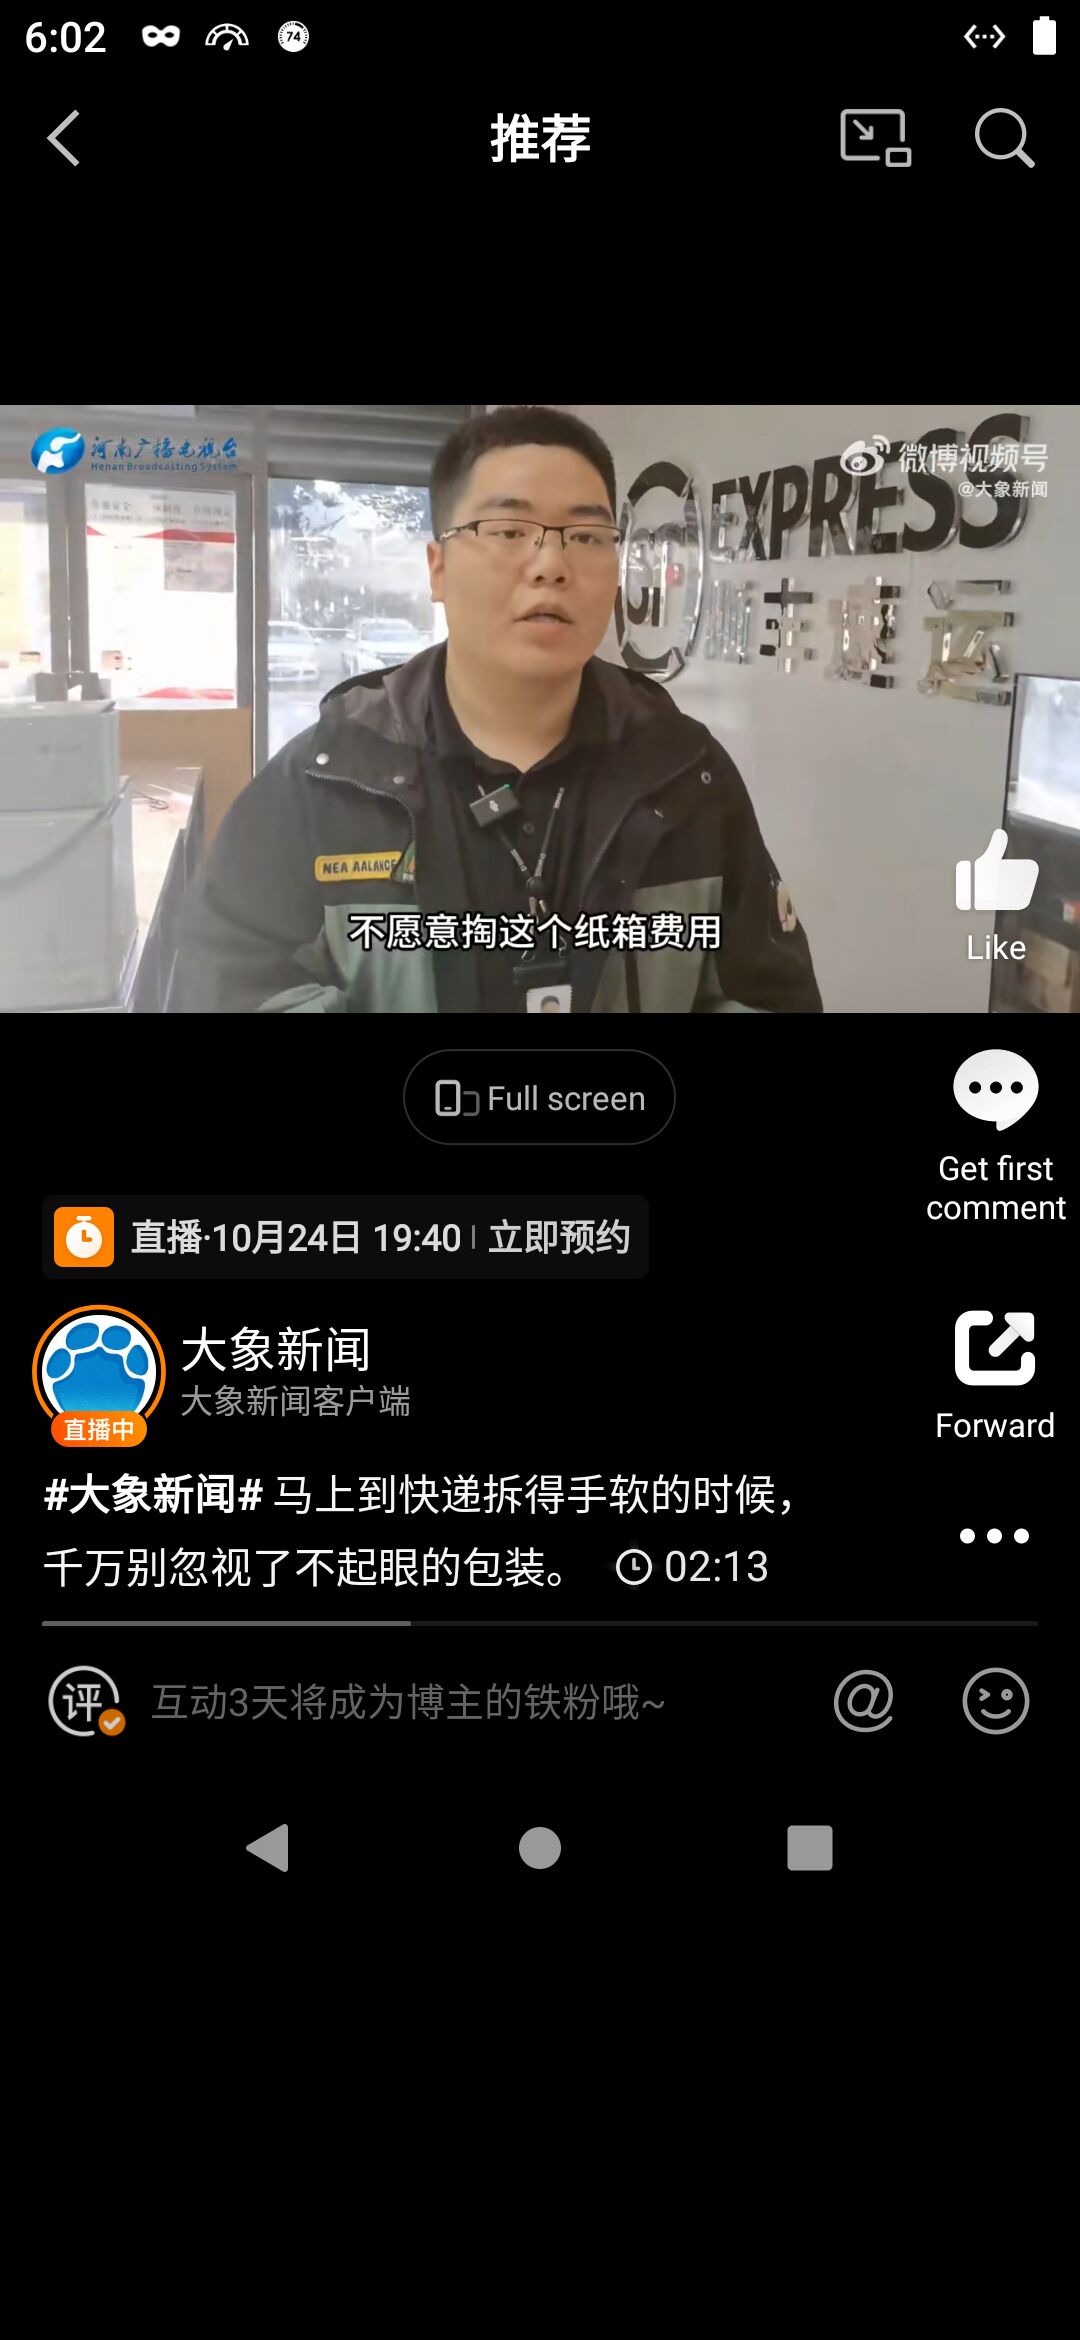 6:02
74
推荐
河南广播电视台
Henan Broadcasting System
微博视频号
@大象新闻
EXPRESS
NEA AALANCE
不愿意掏这个纸箱费用
Like
Full screen
Get first
comment
直播·10月24日 19:40 | 立即预约
大象新闻
大象新闻客户端
直播中
Forward
#大象新闻# 马上到快递拆得手软的时候，
千万别忽视了不起眼的包装。 02:13
评
互动3天将成为博主的铁粉哦~